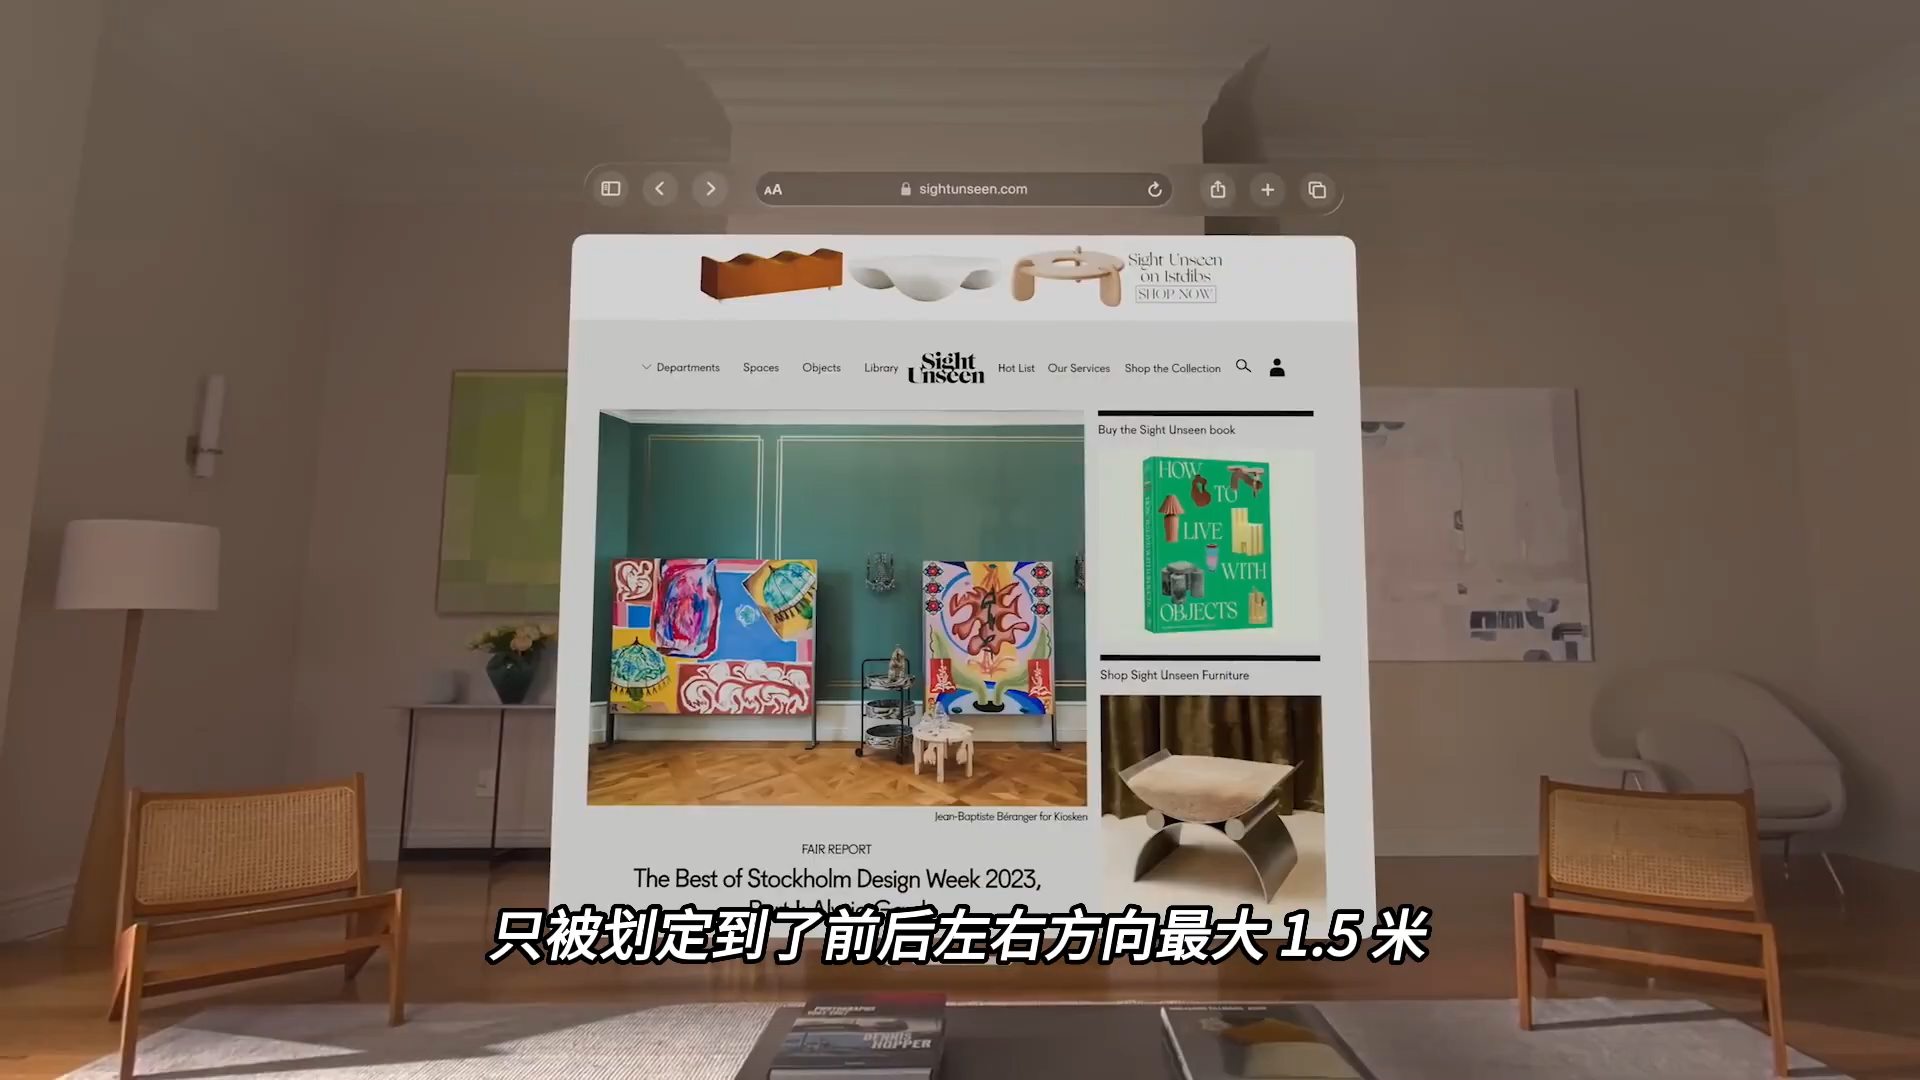 AA
sightunseen.com
Sight Unseen
on 1stdibs
SHOP NOW
Departments Spaces Objects Library Sight Unseen Hot List Our Services Shop the Collection
Buy the Sight Unseen book
HOW
TO
LIVE
WITH
OBJECTS
Shop Sight Unseen Furniture
Jean-Baptiste Béranger for Kiosken
FAIR REPORT
The Best of Stockholm Design Week 2023,
只被划定到了前后左右方向最大 1.5 米
DENNIS
HOPPER